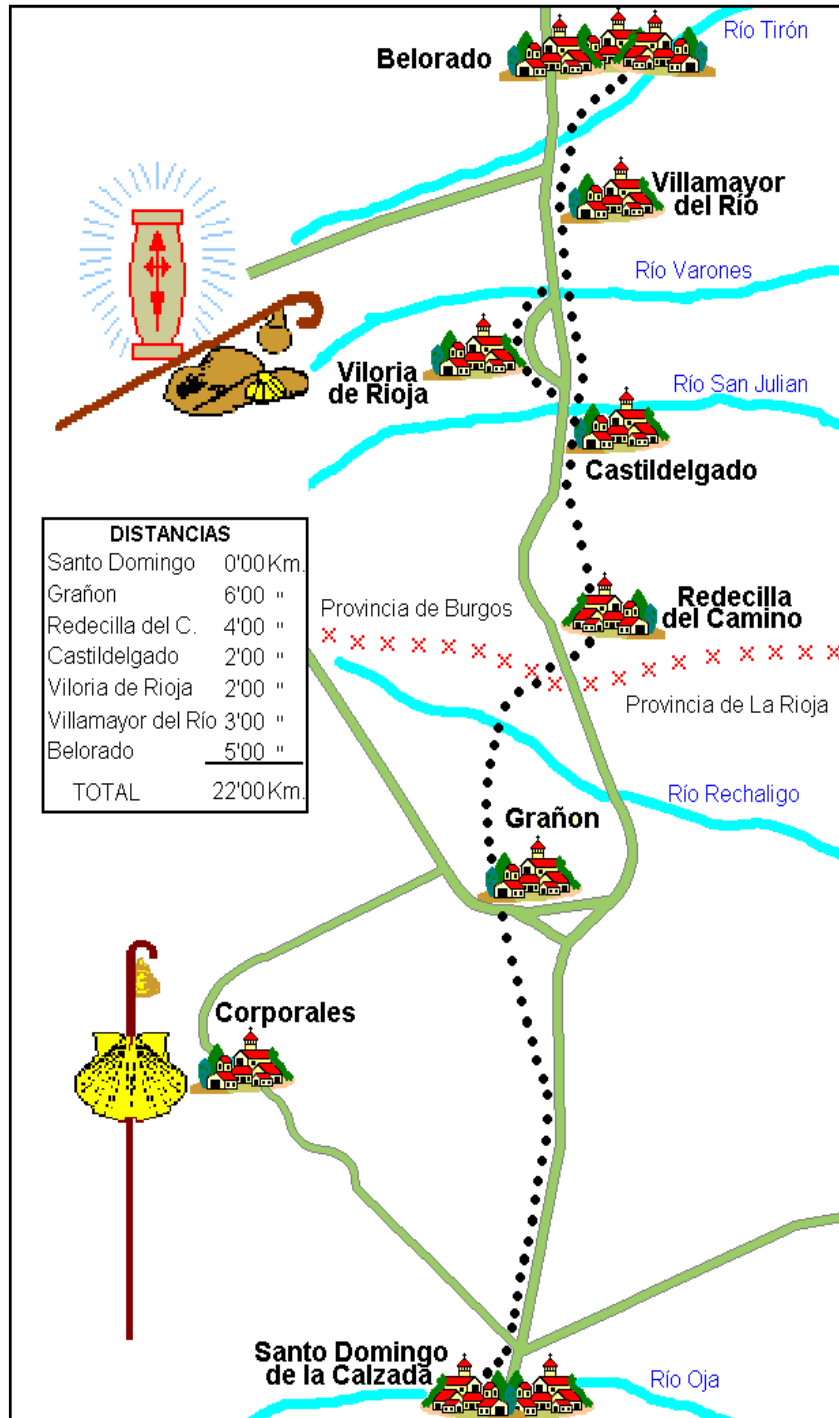 Río Tirón
Belorado
Villamayor
del Río
Río Varones
Viloria
de Rioja
Río San Julian
Castildelgado
DISTANCIAS
Santo Domingo 0'00 Km.
Grañon 6'00 "
Redecilla del C. 4'00 "
Castildelgado 2'00 "
Viloria de Rioja 2'00 "
Villamayor del Río 3'00 "
Belorado 5'00 "
TOTAL 22'00 Km.
Provincia de Burgos
Redecilla
del Camino
Provincia de La Rioja
Río Rechaligo
Grañon
Corporales
Santo Domingo
de la Calzada
Río Oja